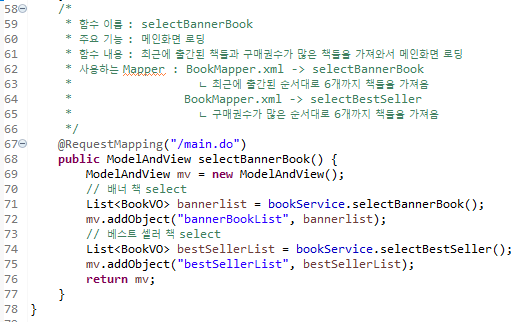 58 /*
59 * 함수 이름 : selectBannerBook
60 * 주요 기능 : 메인화면 로딩
61 * 함수 내용 : 최근에 출간된 책들과 구매권수가 많은 책들을 가져와서 메인화면 로딩
62 * 사용하는 Mapper : BookMapper.xml -> selectBannerBook
63 * ㄴ 최근에 출간된 순서대로 6개까지 책들을 가져옴
64 * BookMapper.xml -> selectBestSeller
65 * ㄴ 구매권수가 많은 순서대로 6개까지 책들을 가져옴
66 */
67 @RequestMapping("/main.do")
68 public ModelAndView selectBannerBook() {
69 ModelAndView mv = new ModelAndView();
70 // 배너 책 select
71 List<BookVO> bannerlist = bookService.selectBannerBook();
72 mv.addObject("bannerBookList", bannerlist);
73 // 베스트 셀러 책 select
74 List<BookVO> bestSellerList = bookService.selectBestSeller();
75 mv.addObject("bestSellerList", bestSellerList);
76 return mv;
77 }
78 }